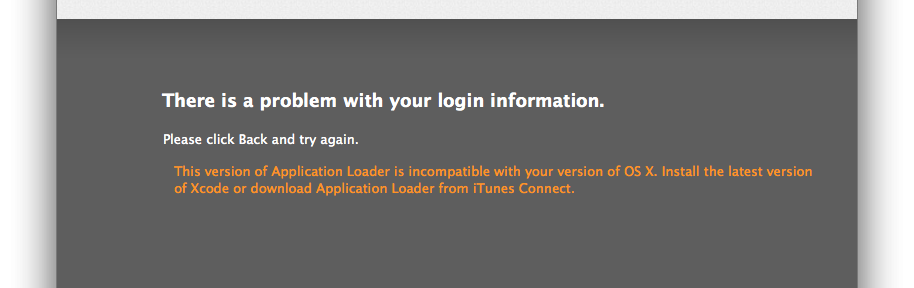 There is a problem with your login information.
Please click Back and try again.
This version of Application Loader is incompatible with your version of OS X. Install the latest version
of Xcode or download Application Loader from iTunes Connect.